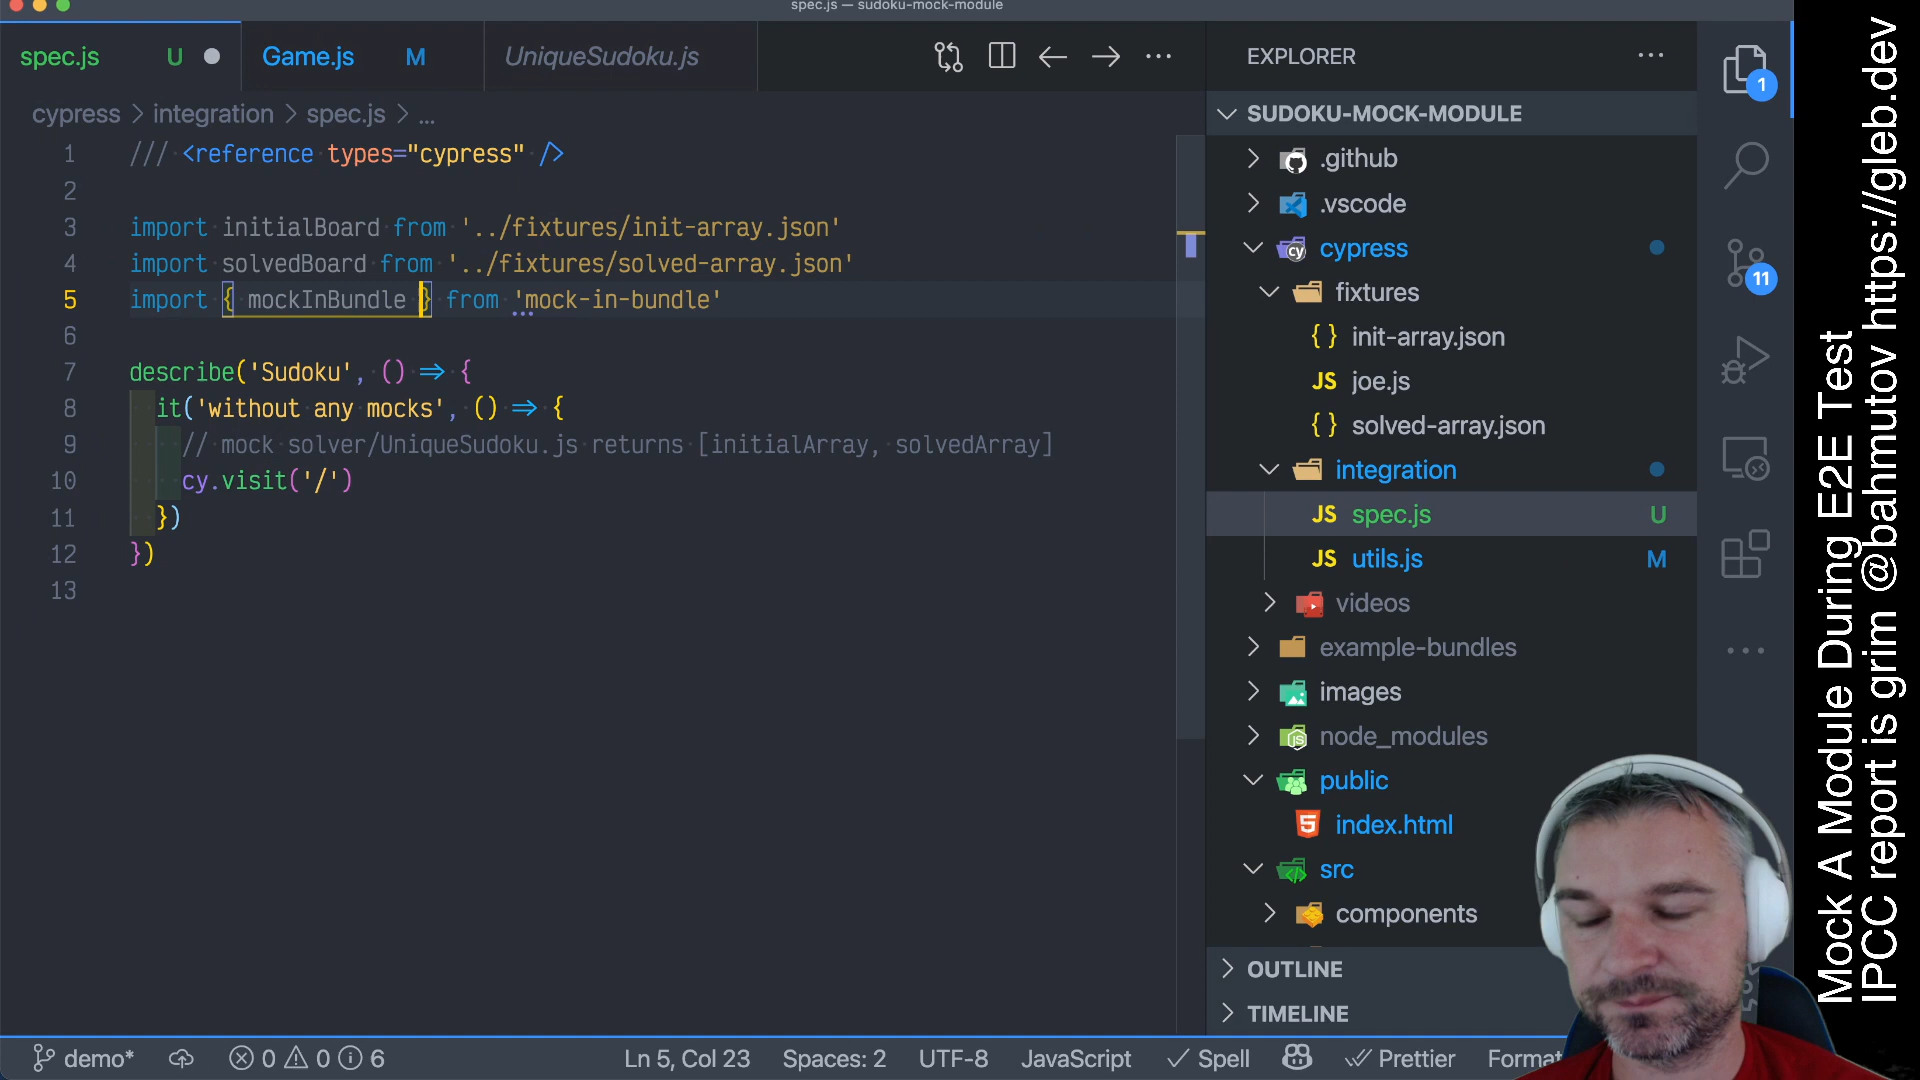 spec.js — sudoku-mock-module
spec.js U Game.js M UniqueSudoku.js
cypress > integration > spec.js > ...
1 /// <reference types="cypress" />
2
3 import initialBoard from '../fixtures/init-array.json'
4 import solvedBoard from '../fixtures/solved-array.json'
5 import { mockInBundle } from 'mock-in-bundle'
6
7 describe('Sudoku', () => {
8 it('without any mocks', () => {
9 // mock solver/UniqueSudoku.js returns [initialArray, solvedArray]
10 cy.visit('/')
11 })
12 })
13
EXPLORER
SUDOKU-MOCK-MODULE
.github
.vscode
cypress
fixtures
{ } init-array.json
JS joe.js
{ } solved-array.json
integration
JS spec.js U
JS utils.js M
videos
example-bundles
images
node_modules
public
index.html
src
components
OUTLINE
TIMELINE
1
11
demo* 0 0 6 Ln 5, Col 23 Spaces: 2 UTF-8 JavaScript Spell Prettier Format
Mock A Module During E2E Test
IPCC report is grim @bahmutov https://gleb.dev